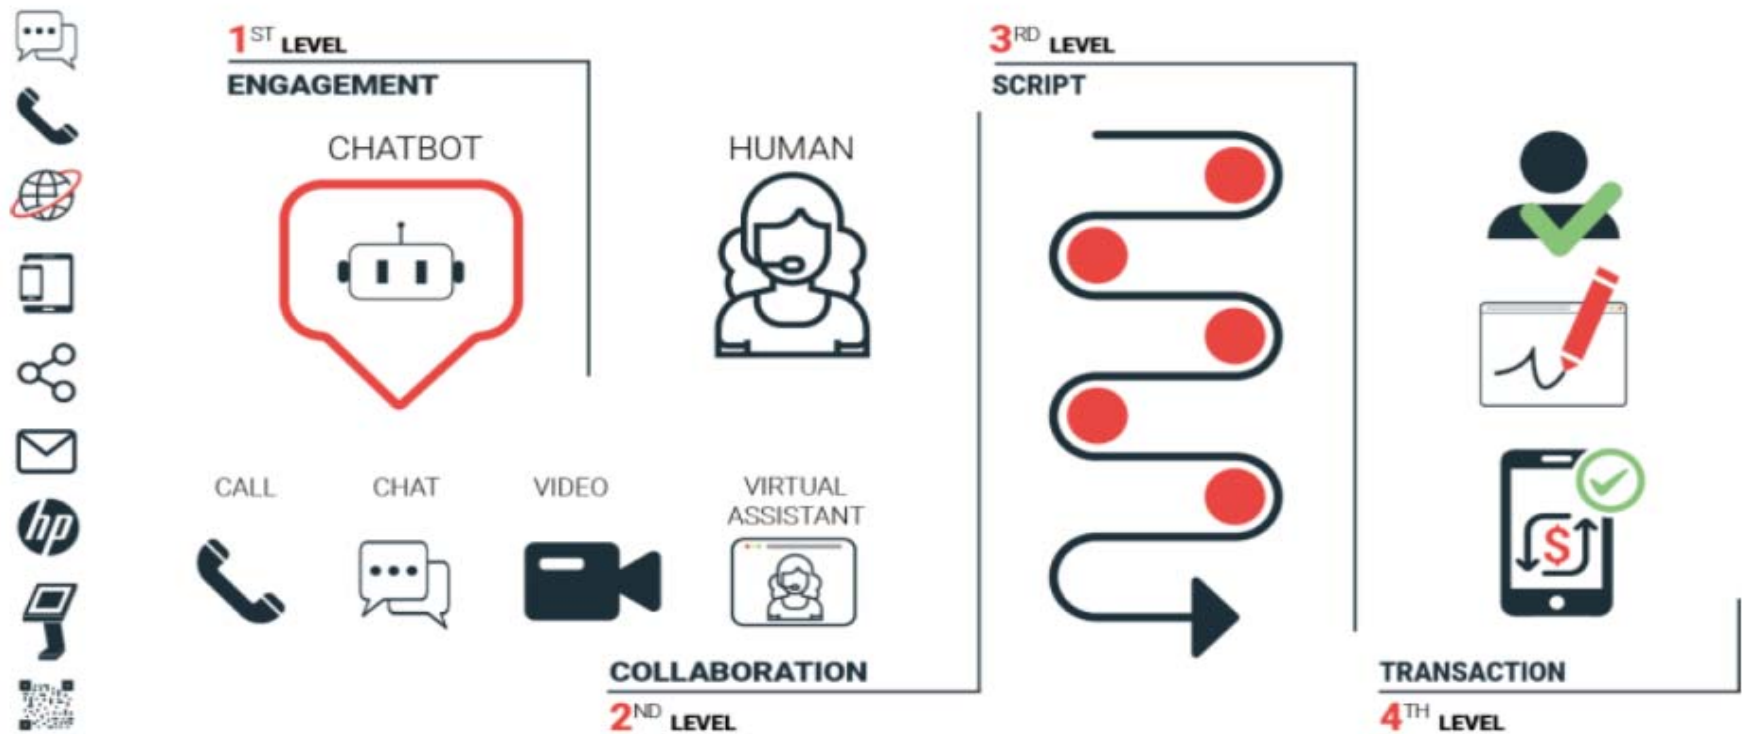 1ST LEVEL
ENGAGEMENT
CHATBOT
HUMAN
CALL
CHAT
VIDEO
VIRTUAL
ASSISTANT
COLLABORATION
2ND LEVEL
3RD LEVEL
SCRIPT
$
TRANSACTION
4TH LEVEL
hp